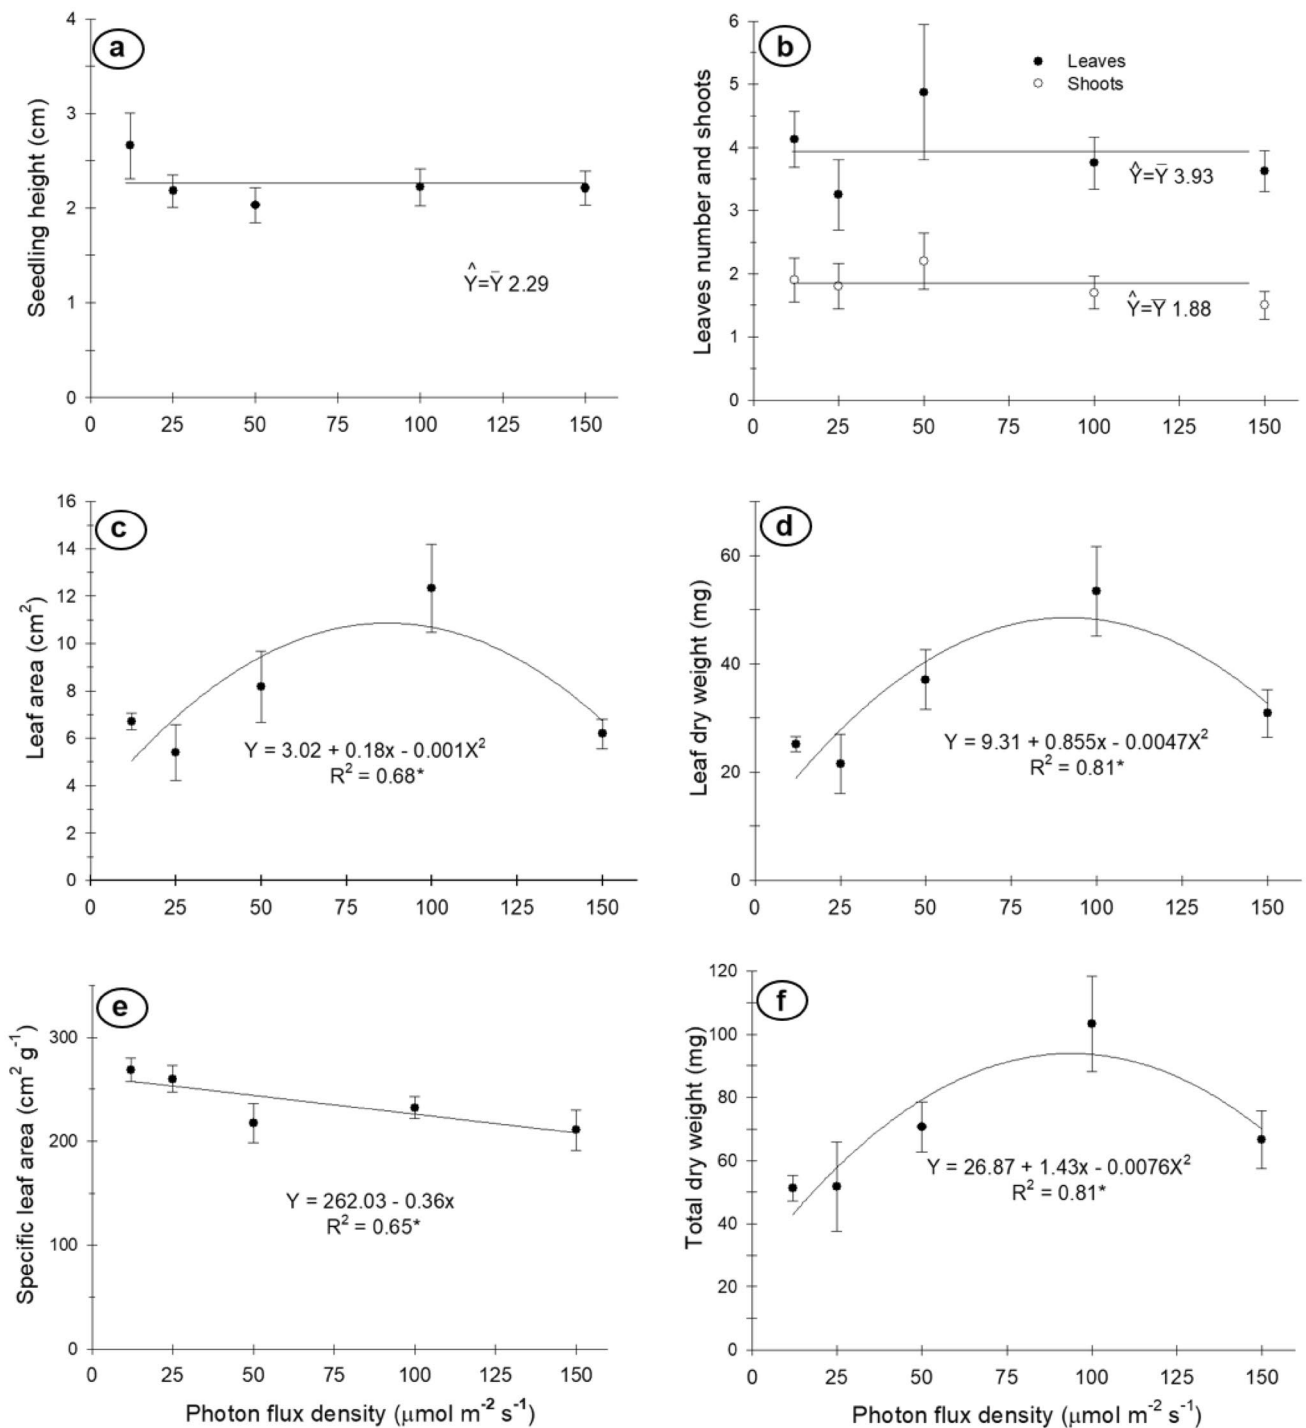 a
Seedling height (cm)
4
3
2
1
0
Ŷ=Ȳ 2.29
0 25 50 75 100 125 150
b
Leaves number and shoots
6
5
4
3
2
1
0
Leaves
Shoots
Ŷ=Ȳ 3.93
Ŷ=Ȳ 1.88
0 25 50 75 100 125 150
c
Leaf area (cm²)
16
14
12
10
8
6
4
2
0
Y = 3.02 + 0.18x - 0.001X²
R² = 0.68*
0 25 50 75 100 125 150
d
Leaf dry weight (mg)
60
40
20
0
Y = 9.31 + 0.855x - 0.0047X²
R² = 0.81*
0 25 50 75 100 125 150
e
Specific leaf area (cm² g⁻¹)
300
200
100
0
Y = 262.03 - 0.36x
R² = 0.65*
0 25 50 75 100 125 150
Photon flux density (µmol m⁻² s⁻¹)
f
Total dry weight (mg)
120
100
80
60
40
20
0
Y = 26.87 + 1.43x - 0.0076X²
R² = 0.81*
0 25 50 75 100 125 150
Photon flux density (µmol m⁻² s⁻¹)